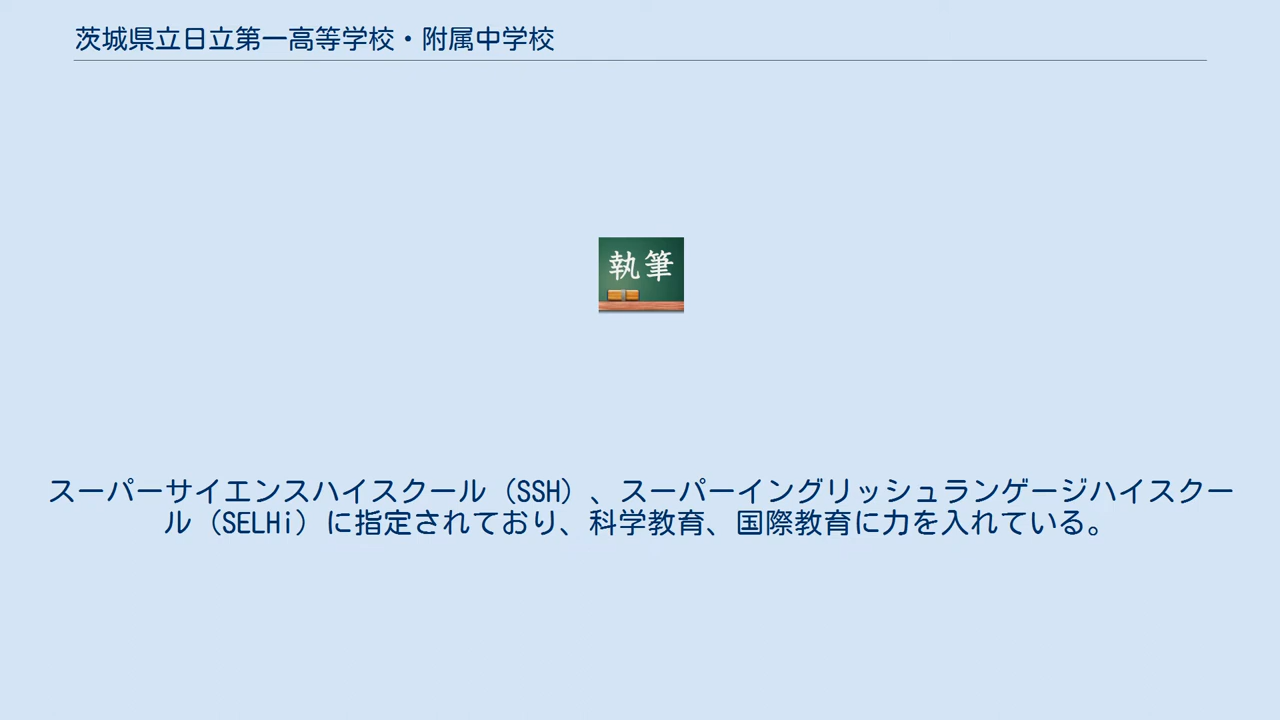 茨城県立日立第一高等学校・附属中学校
執筆
スーパーサイエンスハイスクール（SSH）、スーパーイングリッシュランゲージハイスクー
ル（SELHi）に指定されており、科学教育、国際教育に力を入れている。